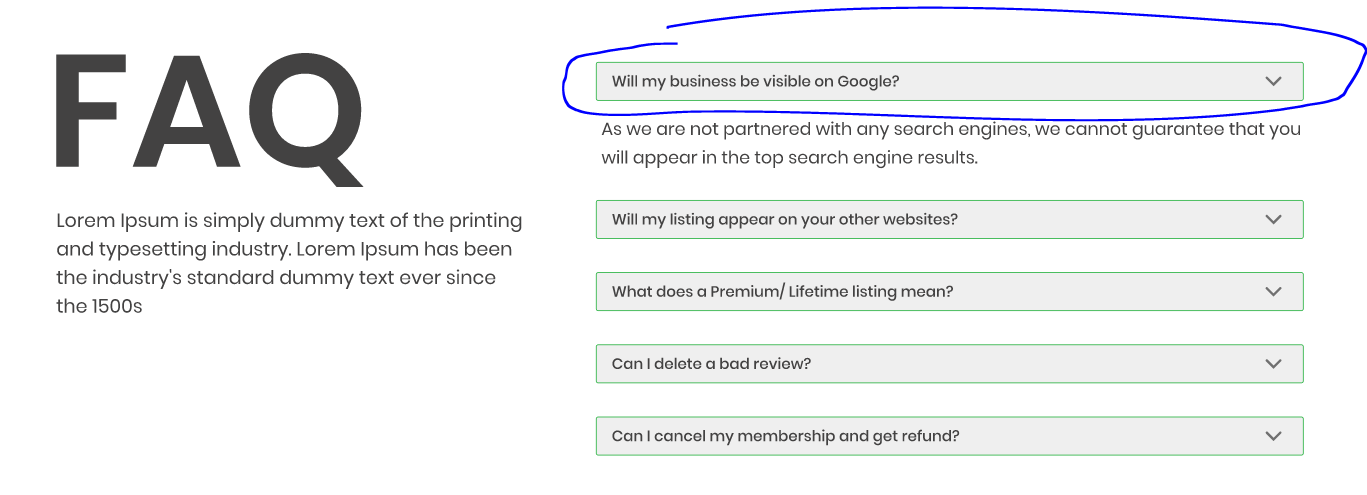 FAQ
Lorem Ipsum is simply dummy text of the printing
and typesetting industry. Lorem Ipsum has been
the industry's standard dummy text ever since
the 1500s
Will my business be visible on Google?
As we are not partnered with any search engines, we cannot guarantee that you
will appear in the top search engine results.
Will my listing appear on your other websites?
What does a Premium/ Lifetime listing mean?
Can I delete a bad review?
Can I cancel my membership and get refund?